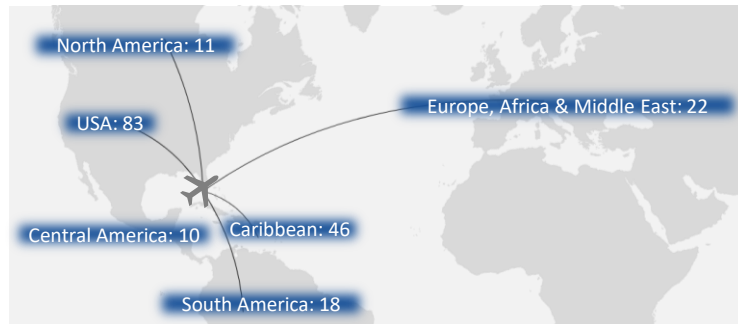 North America: 11
Europe, Africa & Middle East: 22
USA: 83
Caribbean: 46
Central America: 10
South America: 18